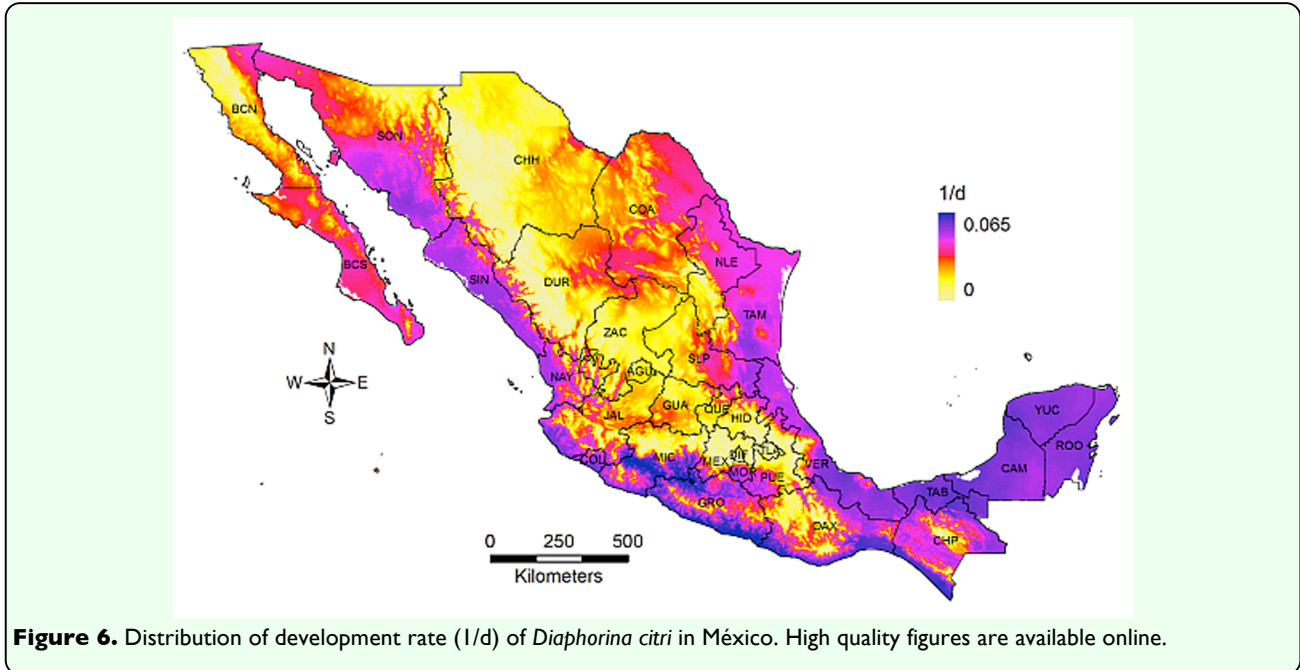 BCN
SON
CHH
COA
1/d
0.065
0
BCS
NLE
SIN
DUR
TAM
ZAC
SLP
N
W E
S
NAY
AGU
YUC
JAL
GUA
QUE
HID
ROO
COL
MIC
MEX
DIF
TLA
VER
CAM
MOR
PUE
TAB
GRO
OAX
CHP
0 250 500
Kilometers
Figure 6. Distribution of development rate (1/d) of Diaphorina citri in México. High quality figures are available online.